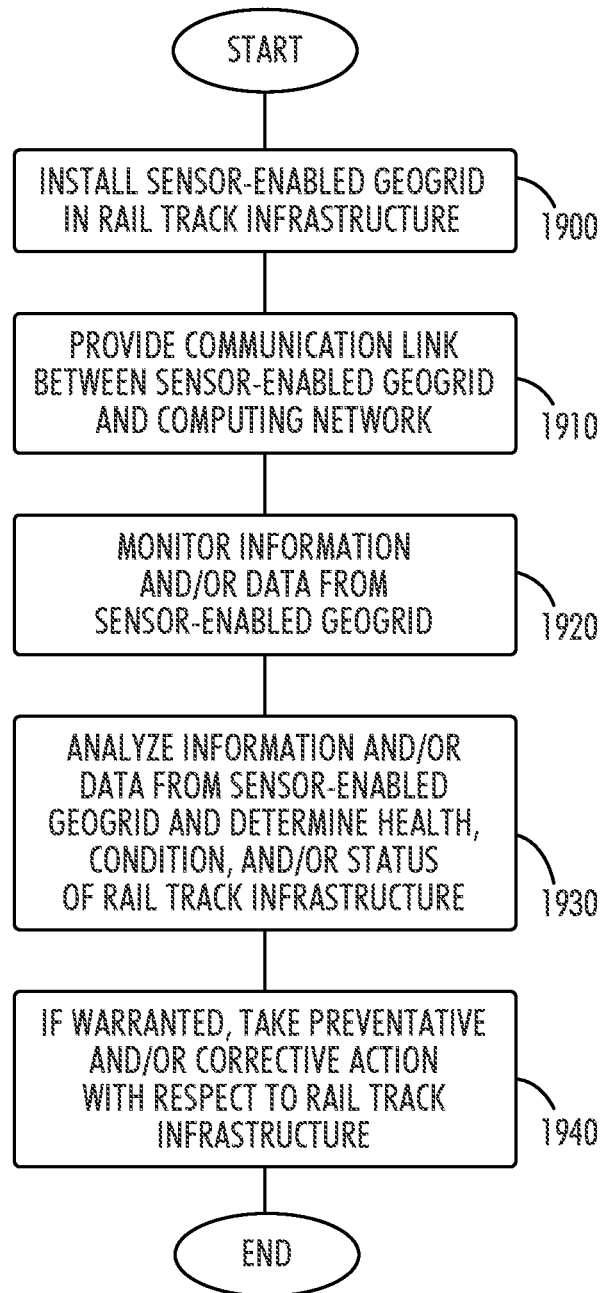 START
INSTALL SENSOR-ENABLED GEOGRID
IN RAIL TRACK INFRASTRUCTURE
1900
PROVIDE COMMUNICATION LINK
BETWEEN SENSOR-ENABLED GEOGRID
AND COMPUTING NETWORK
1910
MONITOR INFORMATION
AND/OR DATA FROM
SENSOR-ENABLED GEOGRID
1920
ANALYZE INFORMATION AND/OR
DATA FROM SENSOR-ENABLED
GEOGRID AND DETERMINE HEALTH,
CONDITION, AND/OR STATUS
OF RAIL TRACK INFRASTRUCTURE
1930
IF WARRANTED, TAKE PREVENTATIVE
AND/OR CORRECTIVE ACTION
WITH RESPECT TO RAIL TRACK
INFRASTRUCTURE
1940
END